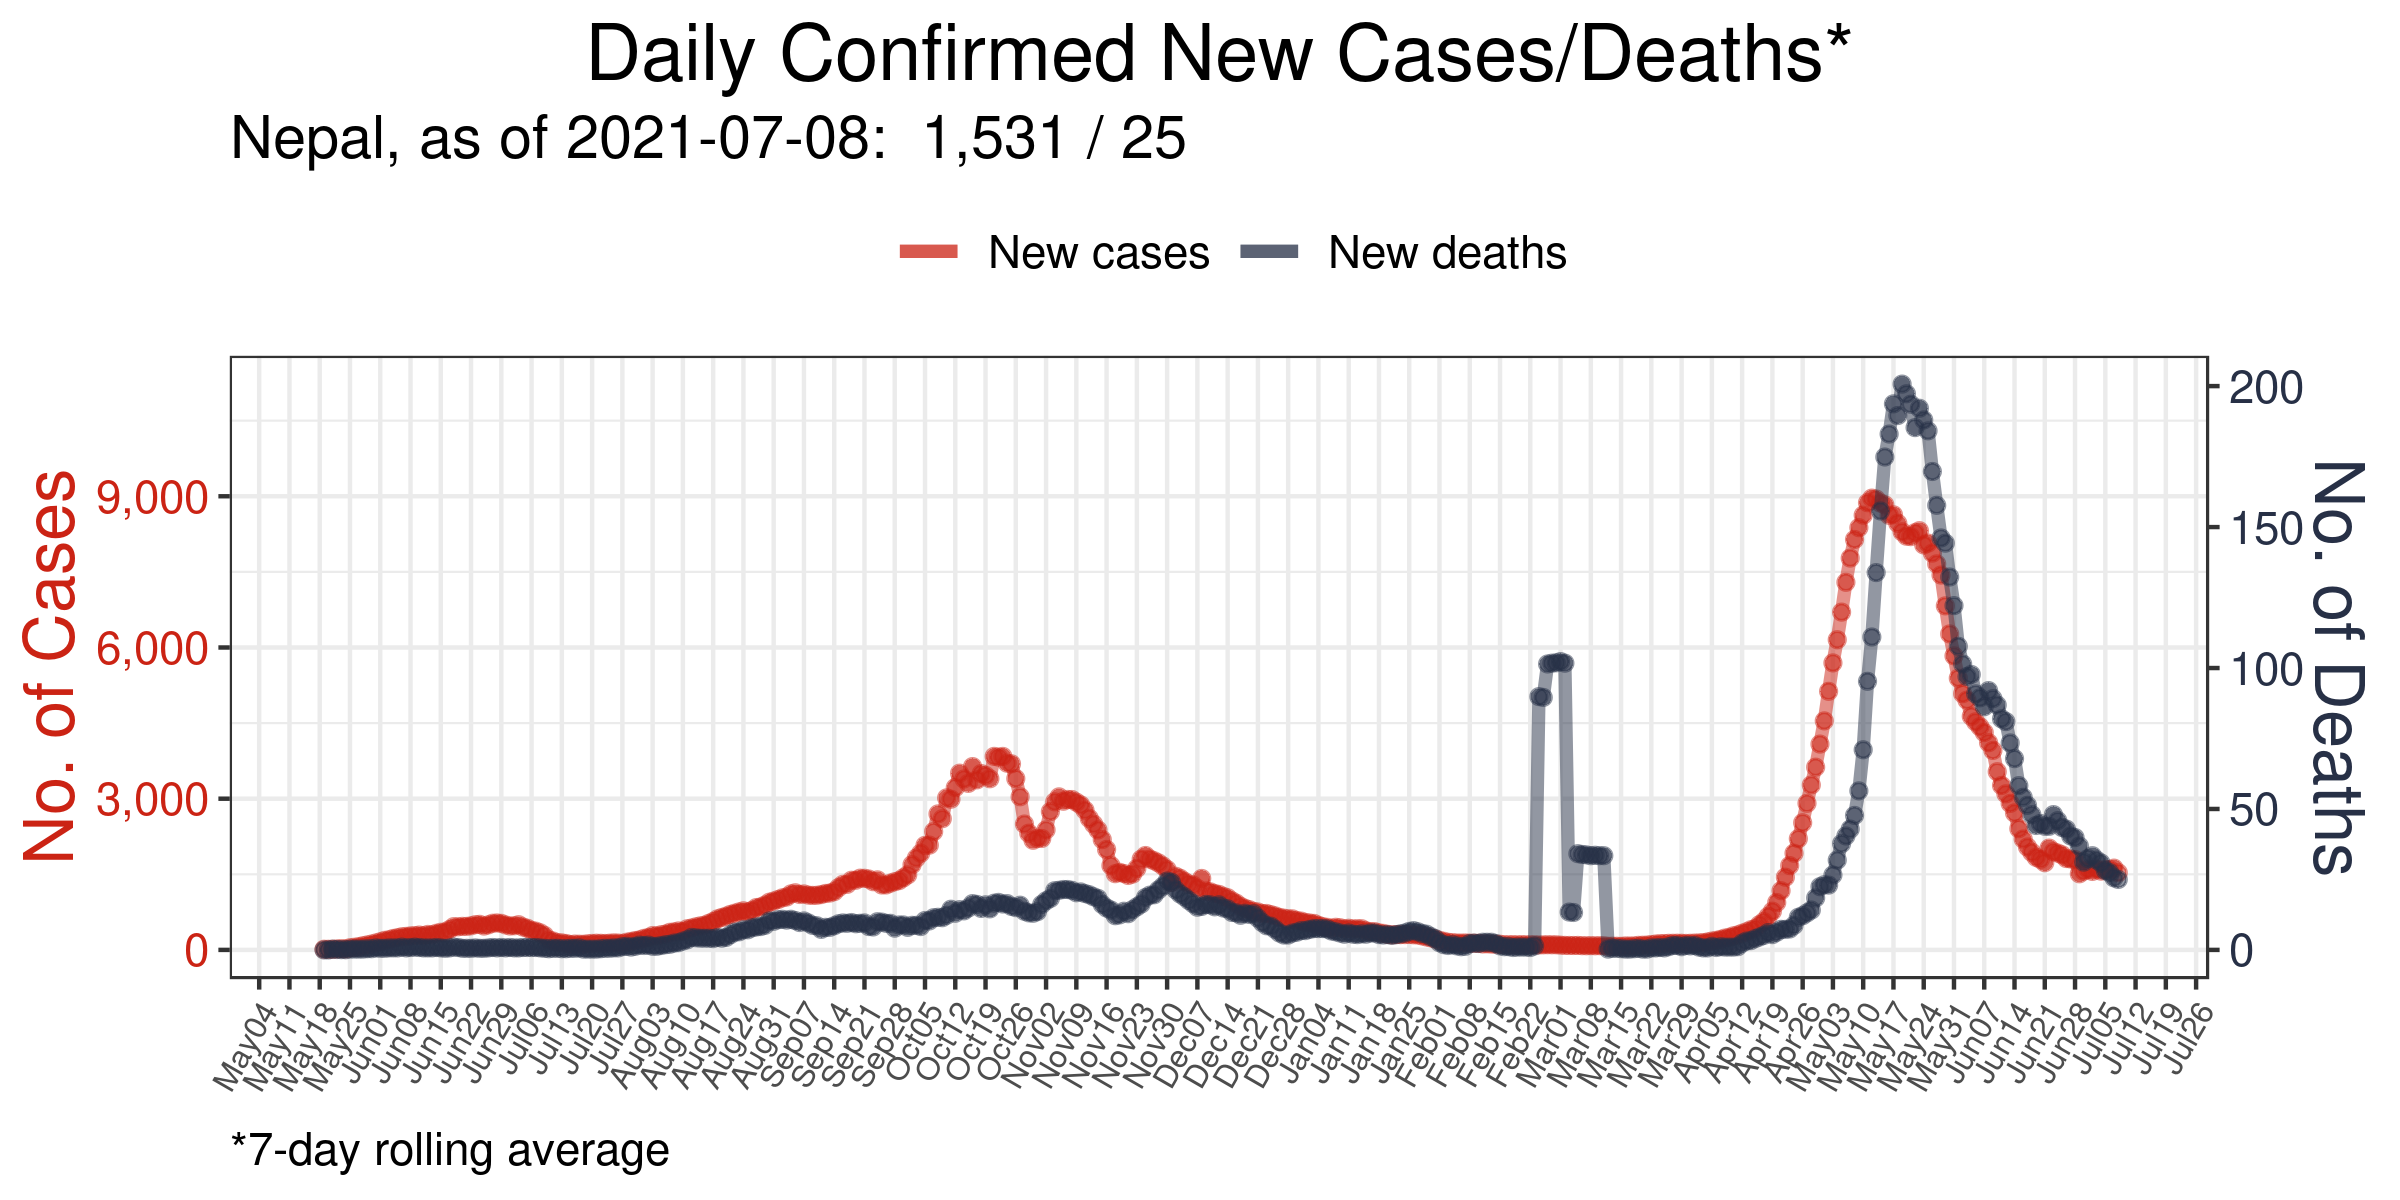 Daily Confirmed New Cases/Deaths*
Nepal, as of 2021-07-08:  1,531 / 25
New cases
New deaths
No. of Cases
9,000
6,000
3,000
0
200
150
100
50
0
No. of Deaths
May04
May11
May18
May25
Jun01
Jun08
Jun15
Jun22
Jun29
Jul06
Jul13
Jul20
Jul27
Aug03
Aug10
Aug17
Aug24
Aug31
Sep07
Sep14
Sep21
Sep28
Oct05
Oct12
Oct19
Oct26
Nov02
Nov09
Nov16
Nov23
Nov30
Dec07
Dec14
Dec21
Dec28
Jan04
Jan11
Jan18
Jan25
Feb01
Feb08
Feb15
Feb22
Mar01
Mar08
Mar15
Mar22
Mar29
Apr05
Apr12
Apr19
Apr26
May03
May10
May17
May24
May31
Jun07
Jun14
Jun21
Jun28
Jul05
Jul12
Jul19
Jul26
*7-day rolling average